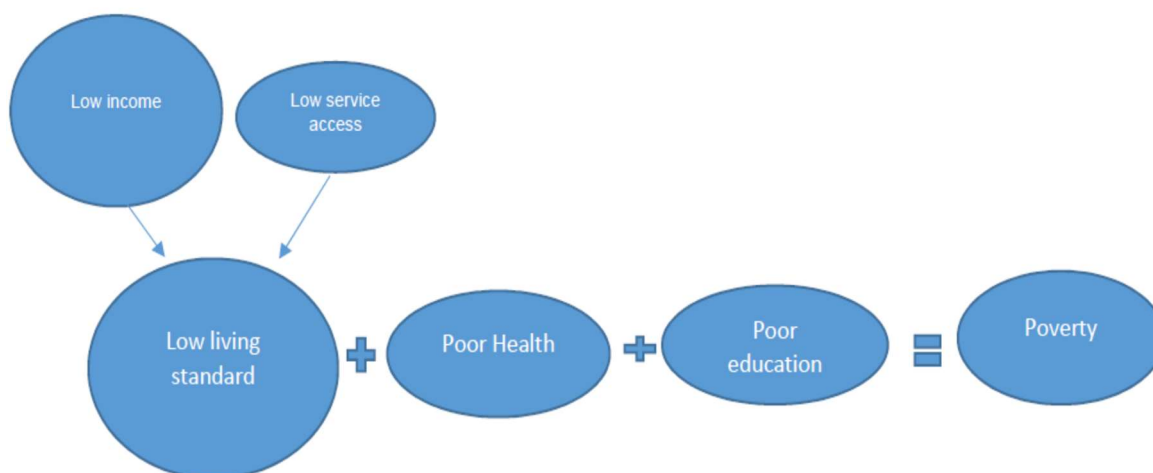 Low income
Low service
access
Low living
standard
+
Poor Health
+
Poor
education
=
Poverty